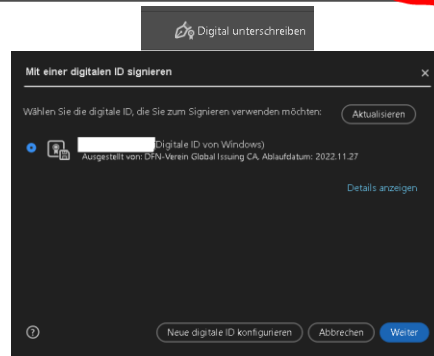 Digital unterschreiben
Mit einer digitalen ID signieren
Wählen Sie die digitale ID, die Sie zum Signieren verwenden möchten:
Aktualisieren
Digitale ID von Windows)
Ausgestellt von: DFN-Verein Global Issuing CA, Ablaufdatum: 2022.11.27
Details anzeigen
Neue digitale ID konfigurieren
Abbrechen
Weiter